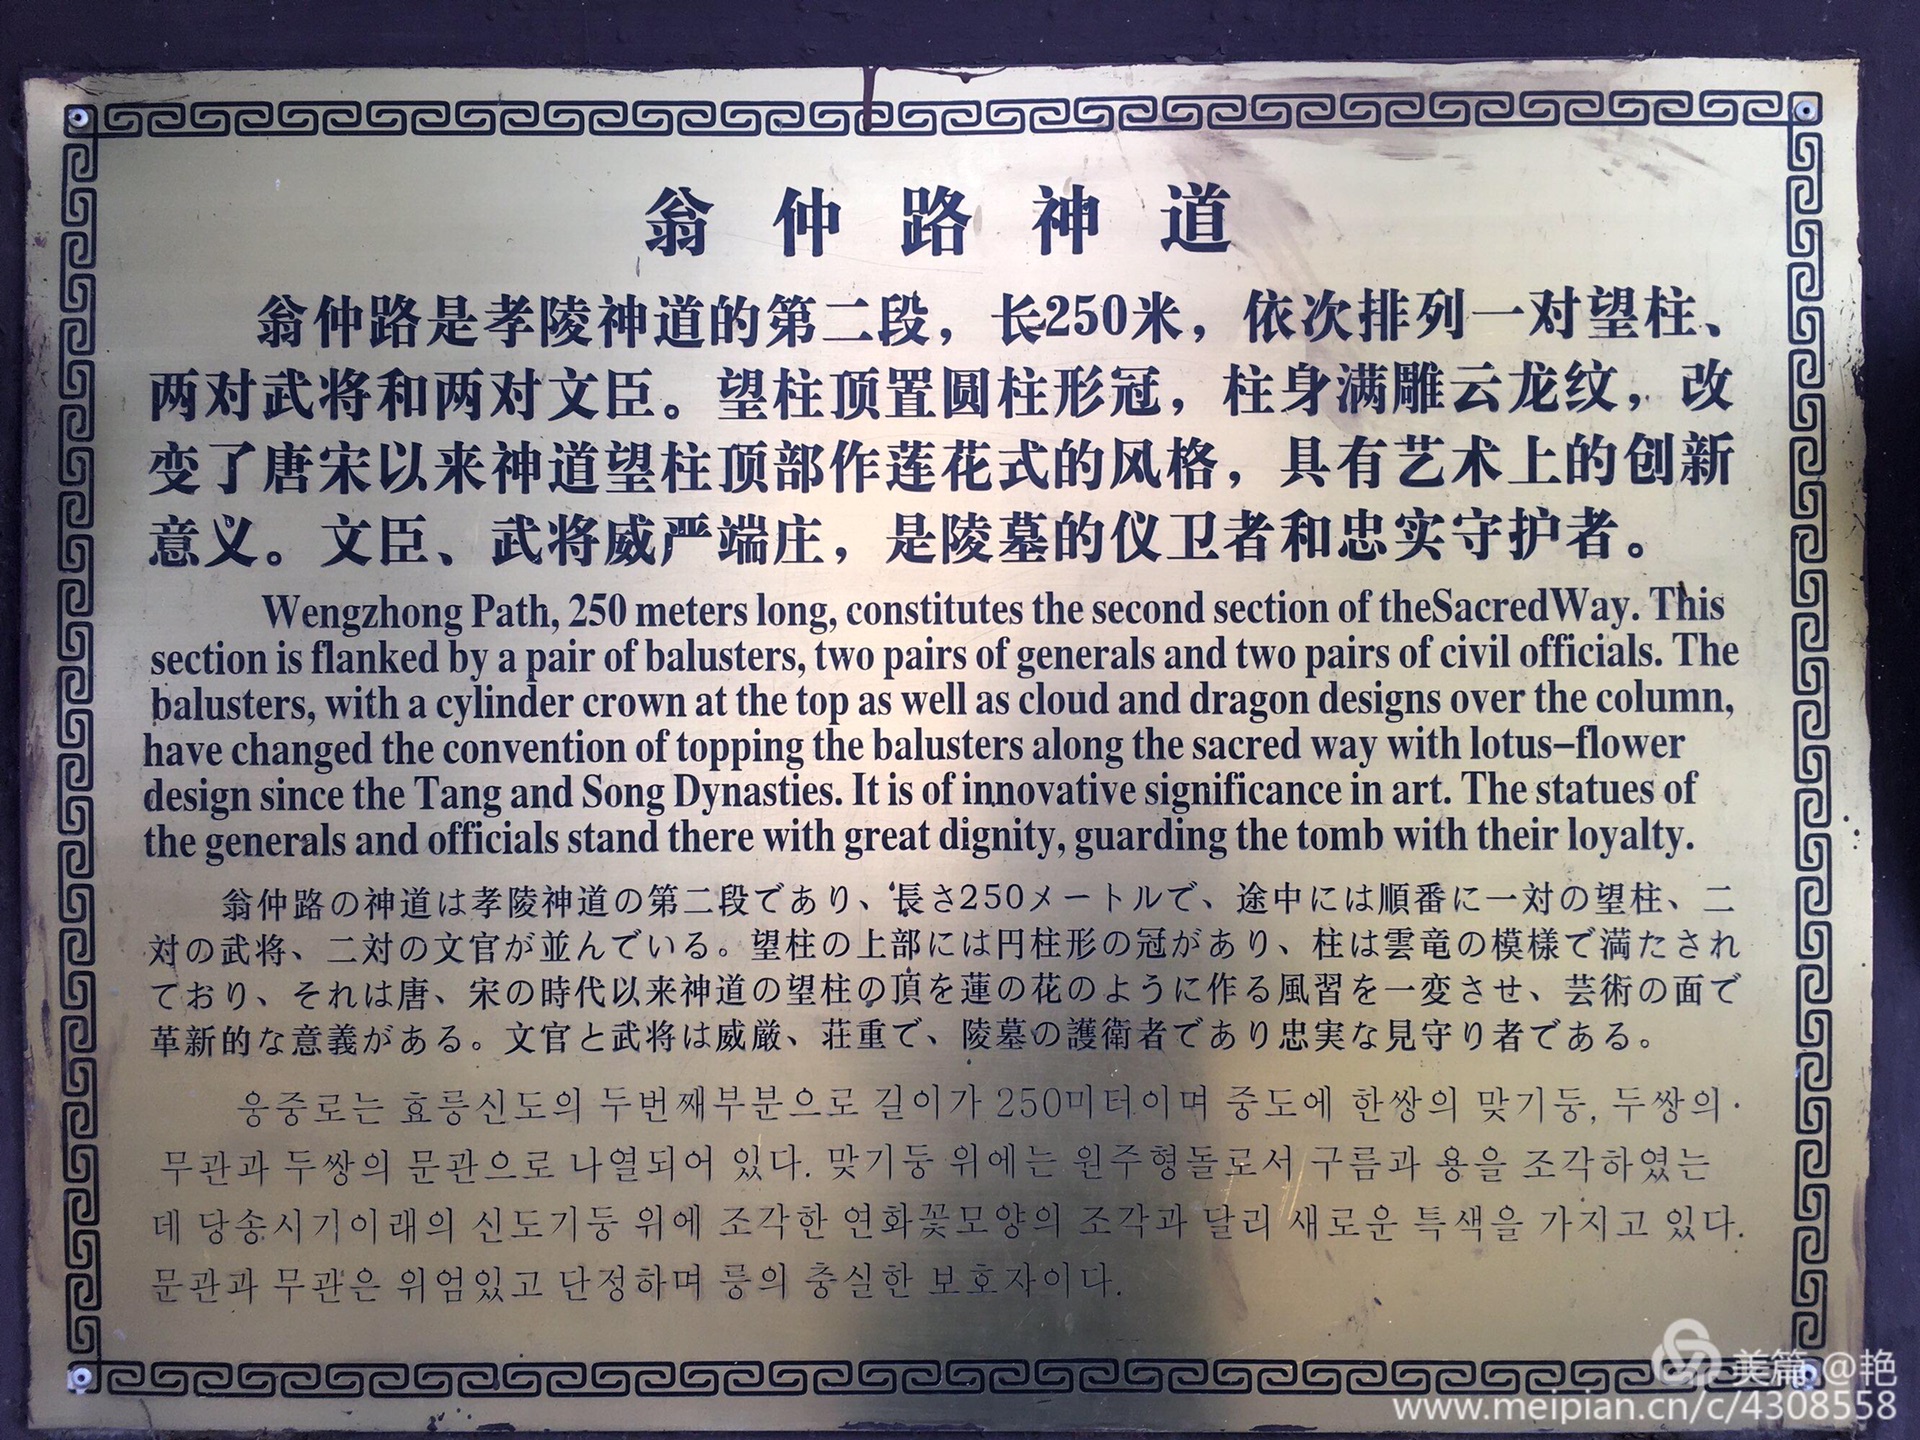 翁仲路神道
翁仲路是孝陵神道的第二段，长250米，依次排列一对望柱、
两对武将和两对文臣。望柱顶置圆柱形冠，柱身满雕云龙纹，改
变了唐宋以来神道望柱顶部作莲花式的风格，具有艺术上的创新
意义。文臣、武将威严端庄，是陵墓的仪卫者和忠实守护者。
Wengzhong Path, 250 meters long, constitutes the second section of theSacredWay. This
section is flanked by a pair of balusters, two pairs of generals and two pairs of civil officials. The
balusters, with a cylinder crown at the top as well as cloud and dragon designs over the column,
have changed the convention of topping the balusters along the sacred way with lotus-flower
design since the Tang and Song Dynasties. It is of innovative significance in art. The statues of
the generals and officials stand there with great dignity, guarding the tomb with their loyalty.
翁仲路の神道は孝陵神道の第二段であり、長さ250メートルで、途中には順番に一対の望柱、二
対の武将、二対の文官が並んでいる。望柱の上部には円柱形の冠があり、柱は雲竜の模様で満たされ
ており、それは唐、宋の時代以来神道の望柱の頂を蓮の花のように作る風習を一変させ、芸術の面で
革新的な意義がある。文官と武将は威厳、荘重で、陵墓の護衛者であり忠実な見守り者である。
옹중로는 효릉신도의 두번째부분으로 길이가 250미터이며 중도에 한쌍의 맞기둥, 두쌍의
무관과 두쌍의 문관으로 나열되어 있다. 맞기둥 위에는 원주형돌로서 구름과 용을 조각하였는
데 당송시기이래의 신도기둥 위에 조각한 연화꽃모양의 조각과 달리 새로운 특색을 가지고 있다.
문관과 무관은 위엄있고 단정하며 릉의 충실한 보호자이다.
美篇 @艳
www.meipian.cn/c/4308558